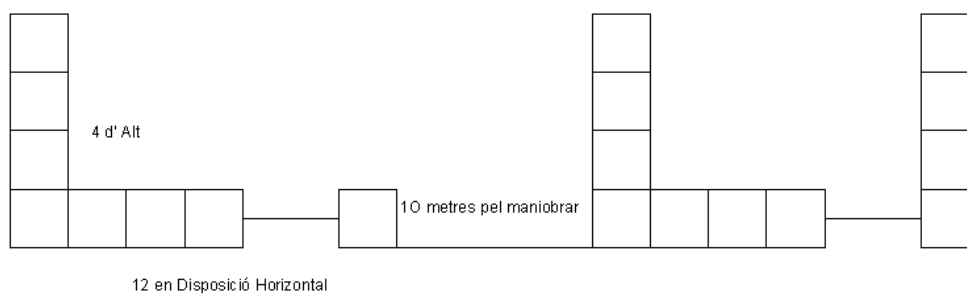 4 d' Alt
1O metres pel maniobrar
12 en Disposició Horizontal